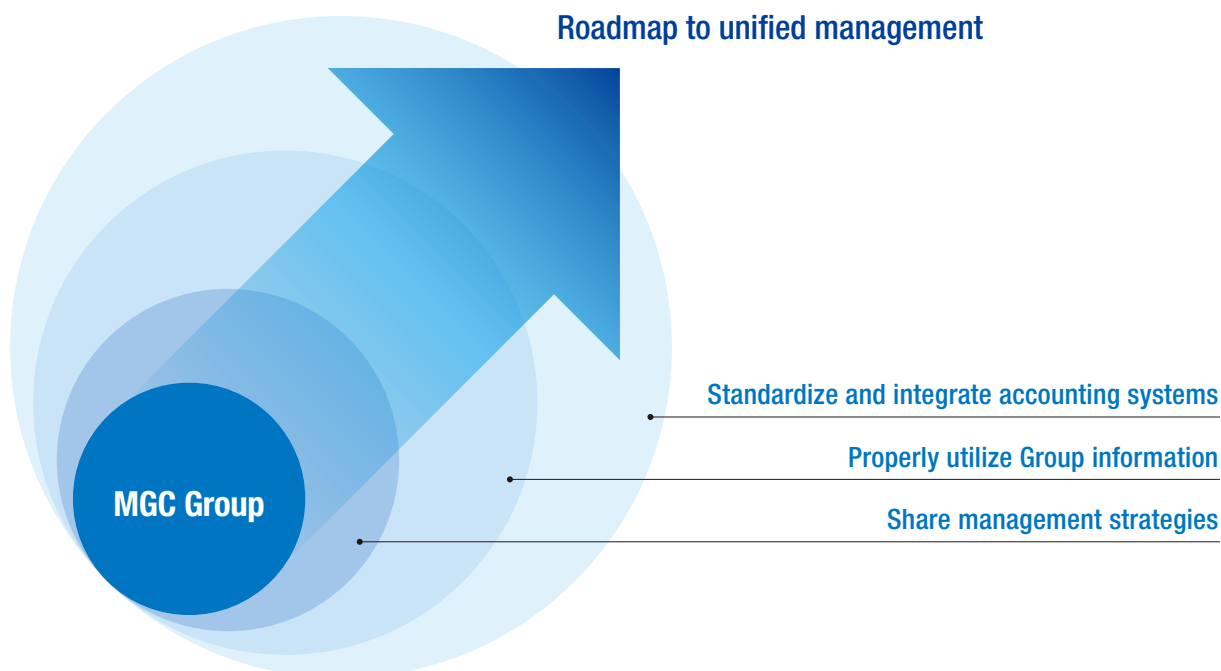 Roadmap to unified management
Standardize and integrate accounting systems
Properly utilize Group information
MGC Group
Share management strategies